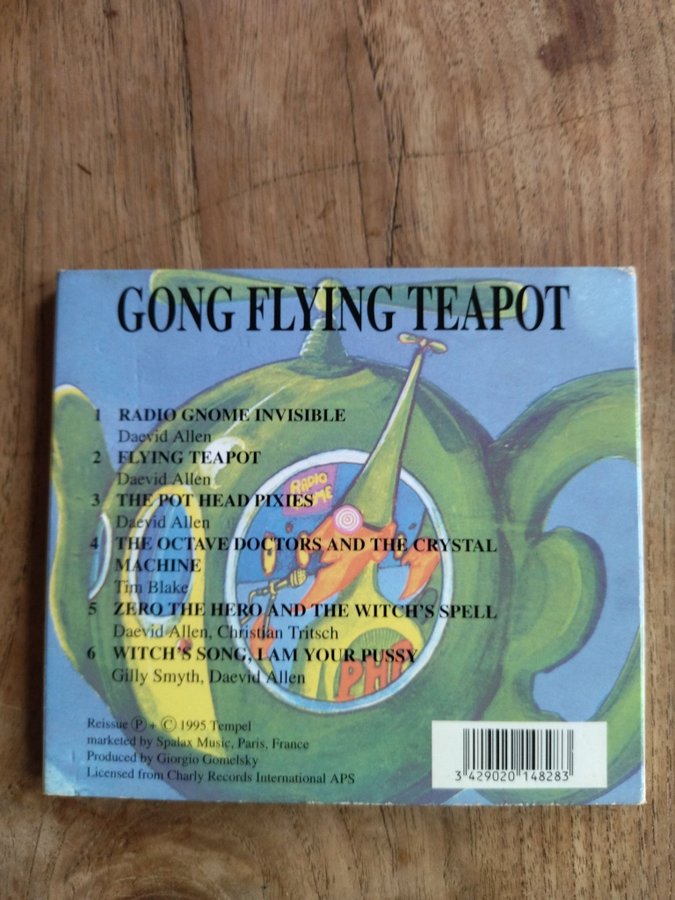 GONG FLYING TEAPOT
1 RADIO GNOME INVISIBLE
Daevid Allen
2 FLYING TEAPOT
Daevid Allen
3 THE POT HEAD PIXIES
Daevid Allen
4 THE OCTAVE DOCTORS AND THE CRYSTAL
MACHINE
Tim Blake
5 ZERO THE HERO AND THE WITCH'S SPELL
Daevid Allen, Christian Tritsch
6 WITCH'S SONG, I AM YOUR PUSSY
Gilly Smyth, Daevid Allen
RADIO
GNOME
PHP
Reissue Ⓟ + © 1995 Tempel
marketed by Spalax Music, Paris, France
Produced by Giorgio Gomelsky
Licensed from Charly Records International APS
3 429020 148283